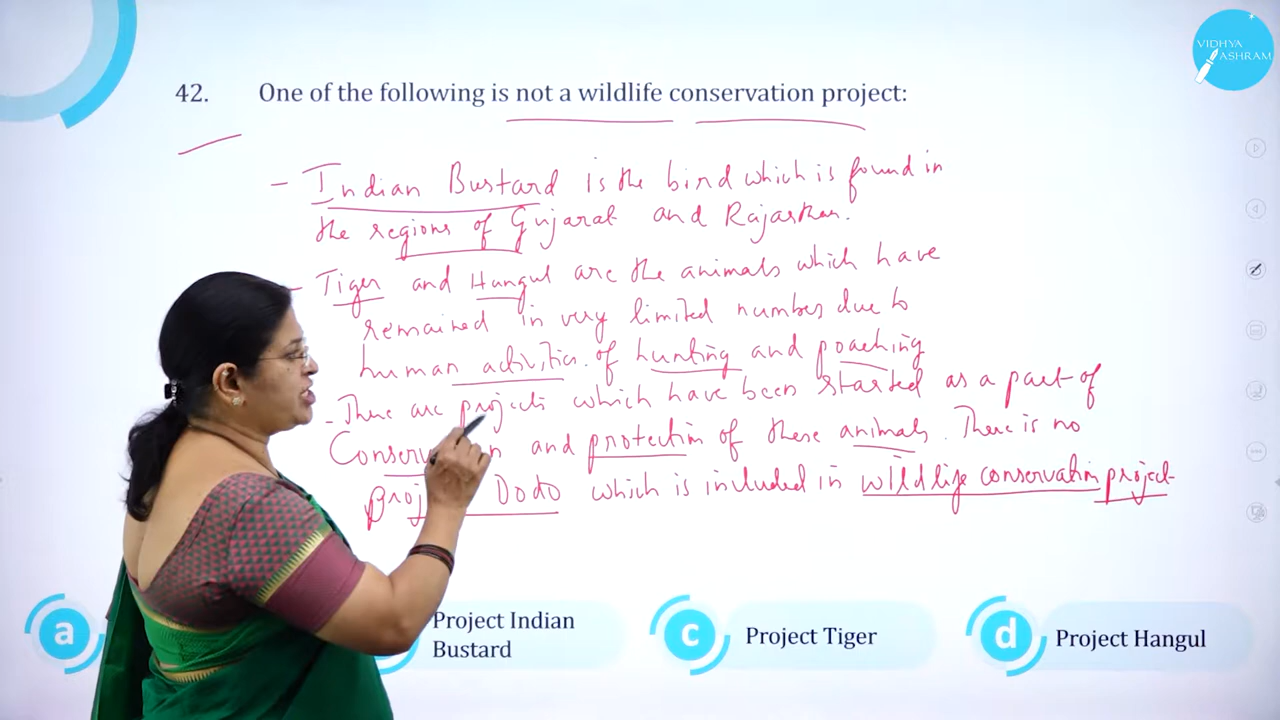 VIDHYA
ASHRAM
42. One of the following is not a wildlife conservation project:
- Indian Bustard is the bird which is found in
the regions of Gujarat and Rajasthan.
- Tiger and Hangul are the animals which have
remained in very limited number due to
human activities of hunting and poaching
- There are projects which have been started as a part of
and protection of these animals. There is no
Dodo which is included in wildlife conservation project
a
Project Indian
Bustard
c Project Tiger
d Project Hangul